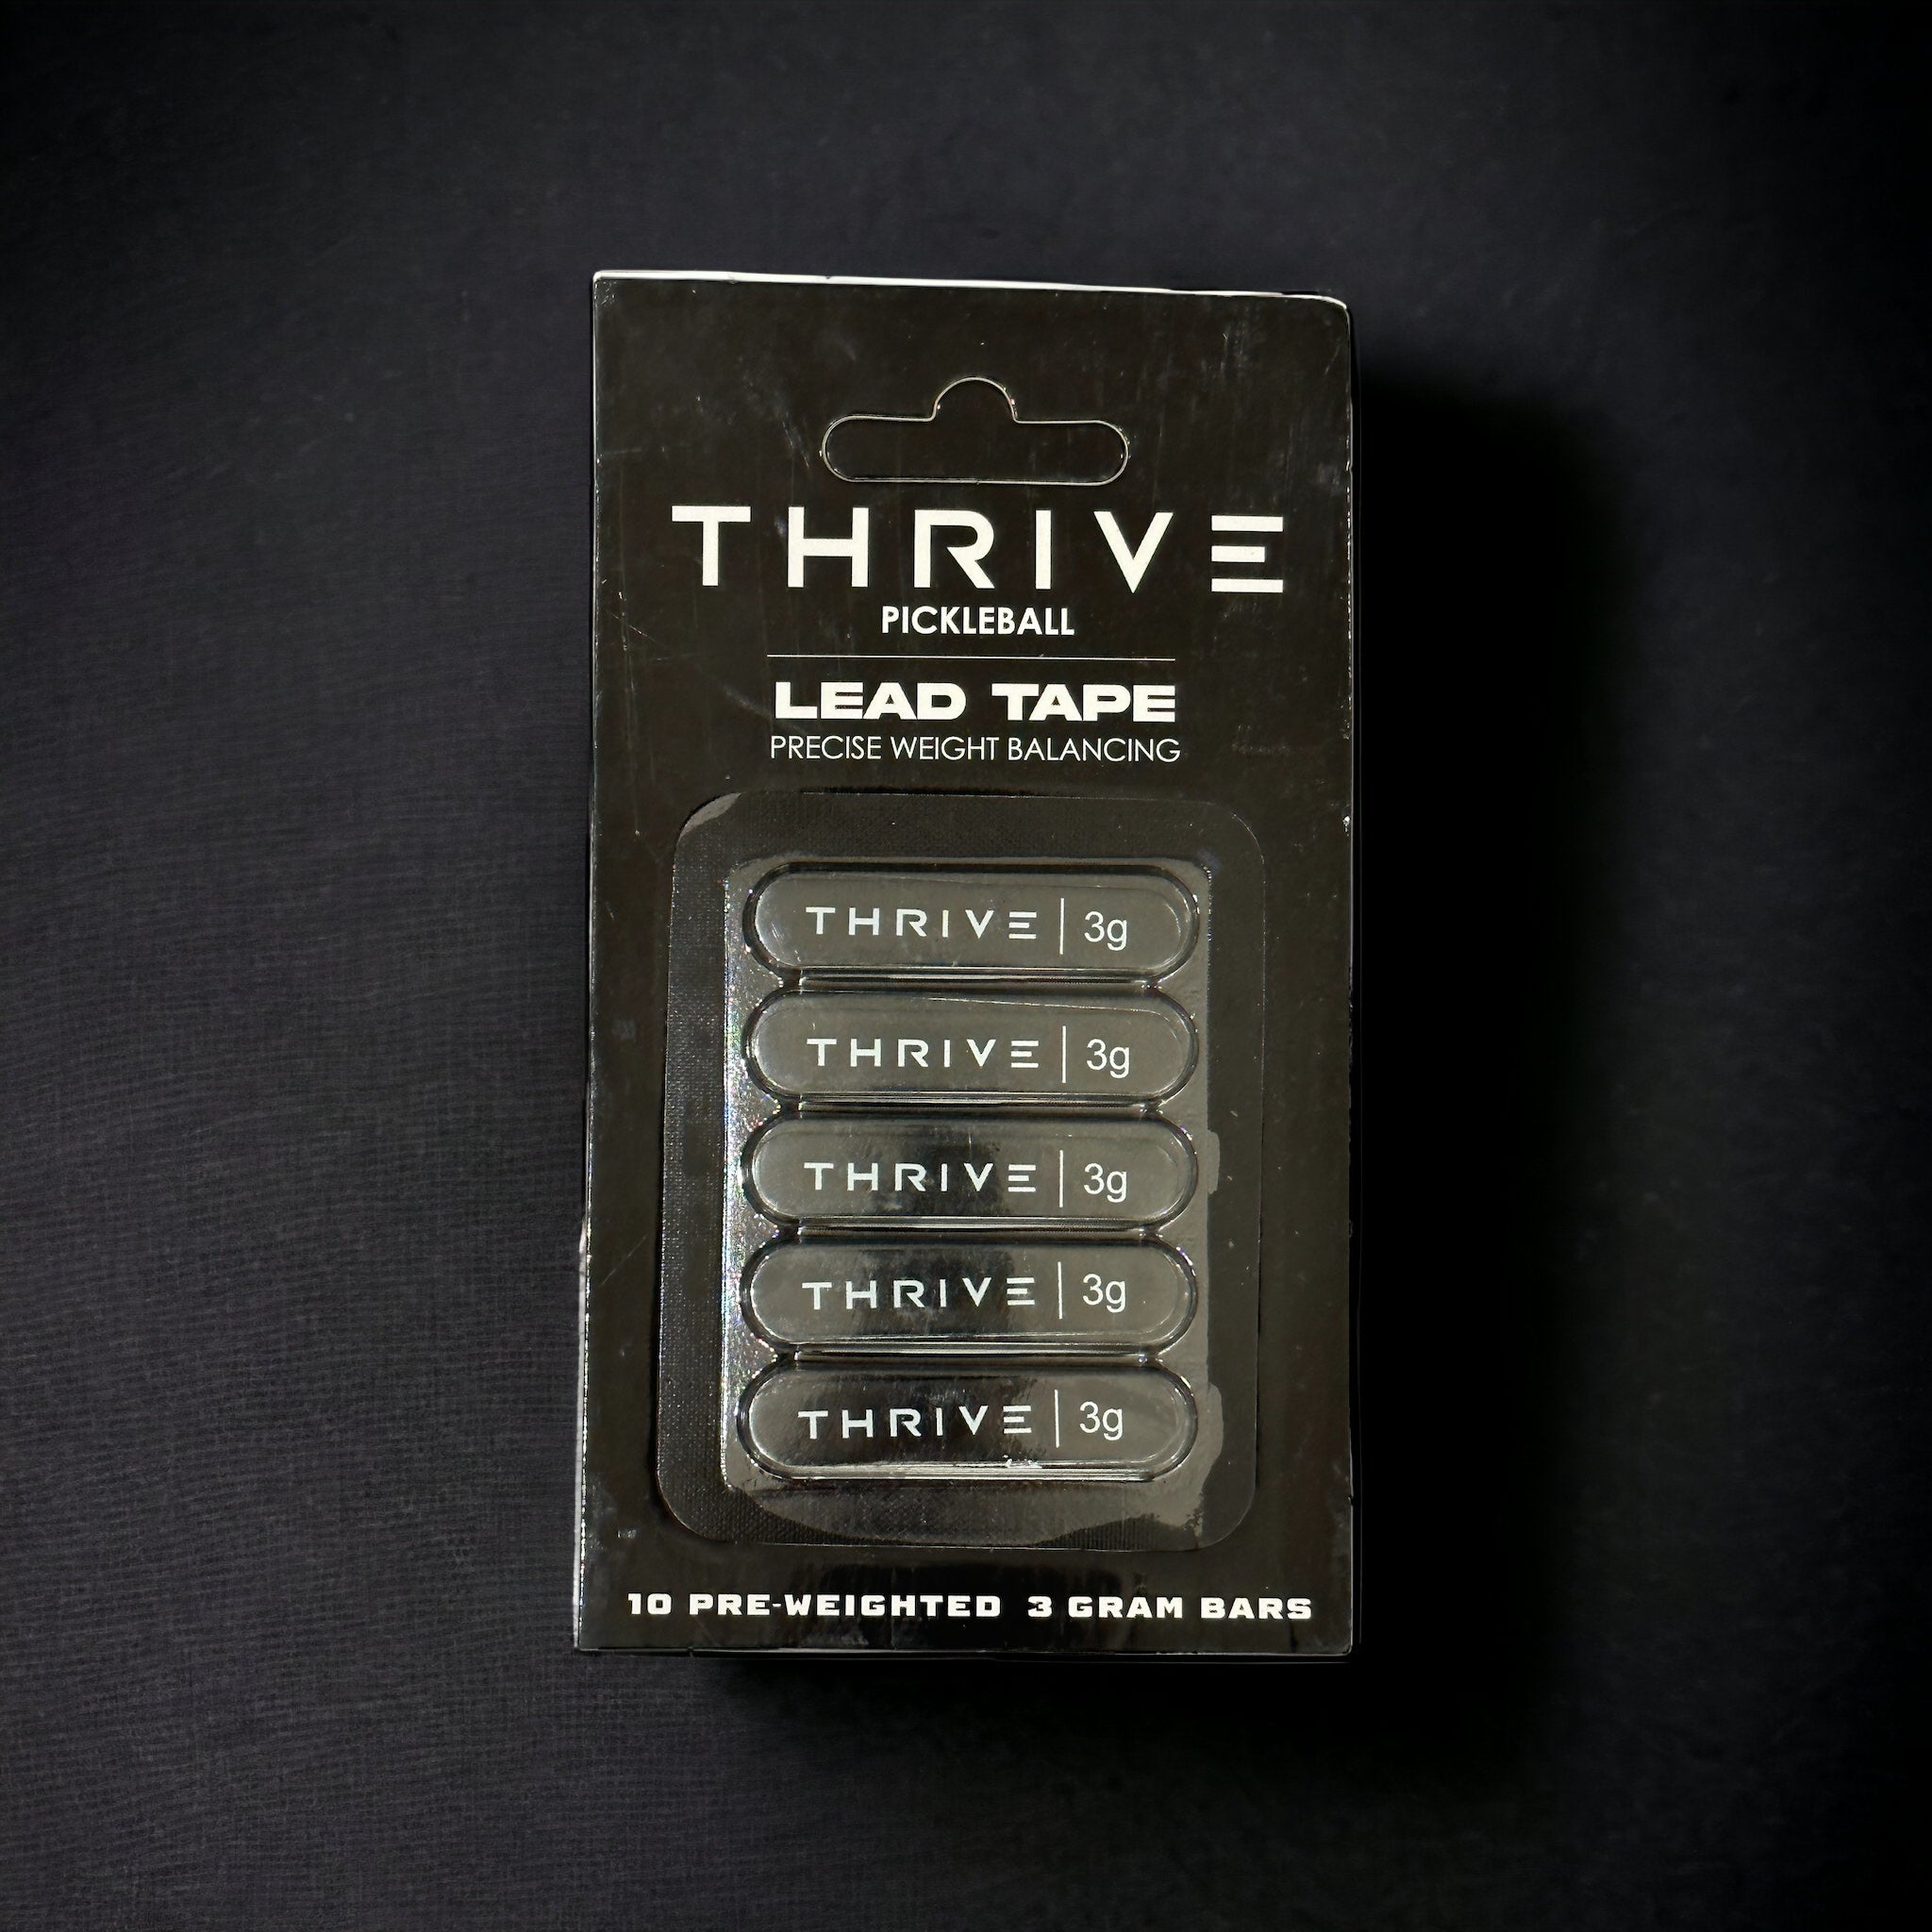 THRIVE
PICKLEBALL
LEAD TAPE
PRECISE WEIGHT BALANCING
THRIVE | 3g
THRIVE | 3g
THRIVE | 3g
THRIVE | 3g
THRIVE | 3g
10 PRE-WEIGHTED 3 GRAM BARS